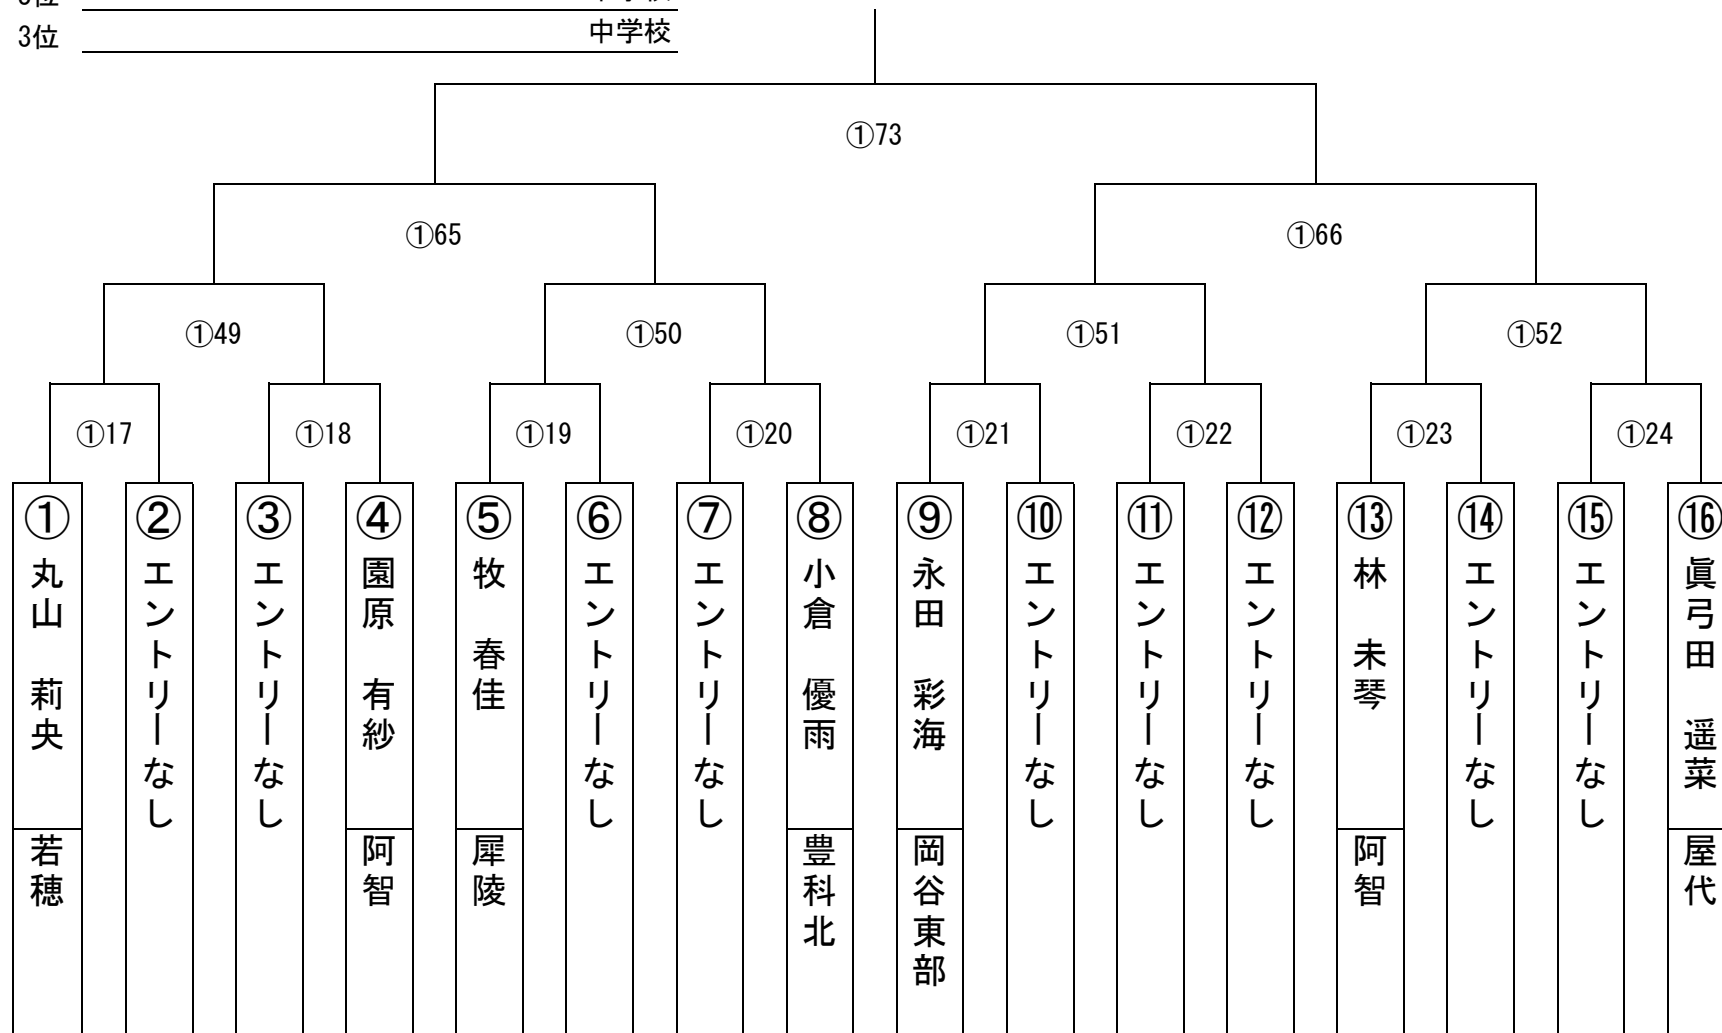 3位 中学校
①73
①65
①66
①49
①50
①51
①52
①17
①18
①19
①20
①21
①22
①23
①24
① 丸山 莉央 若穂
② エントリーなし
③ エントリーなし
④ 園原 有紗 阿智
⑤ 牧 春佳 犀陵
⑥ エントリーなし
⑦ エントリーなし
⑧ 小倉 優雨 豊科北
⑨ 永田 彩海 岡谷東部
⑩ エントリーなし
⑪ エントリーなし
⑫ エントリーなし
⑬ 林 未琴 阿智
⑭ エントリーなし
⑮ エントリーなし
⑯ 眞弓田 遥菜 屋代